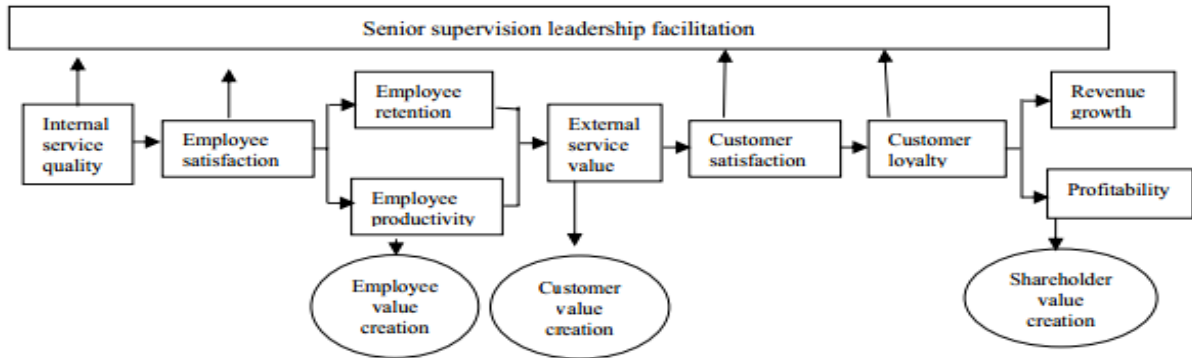 Senior supervision leadership facilitation
Internal
service
quality
Employee
satisfaction
Employee
retention
Employee
productivity
External
service
value
Customer
satisfaction
Customer
loyalty
Revenue
growth
Profitability
Employee
value
creation
Customer
value
creation
Shareholder
value
creation